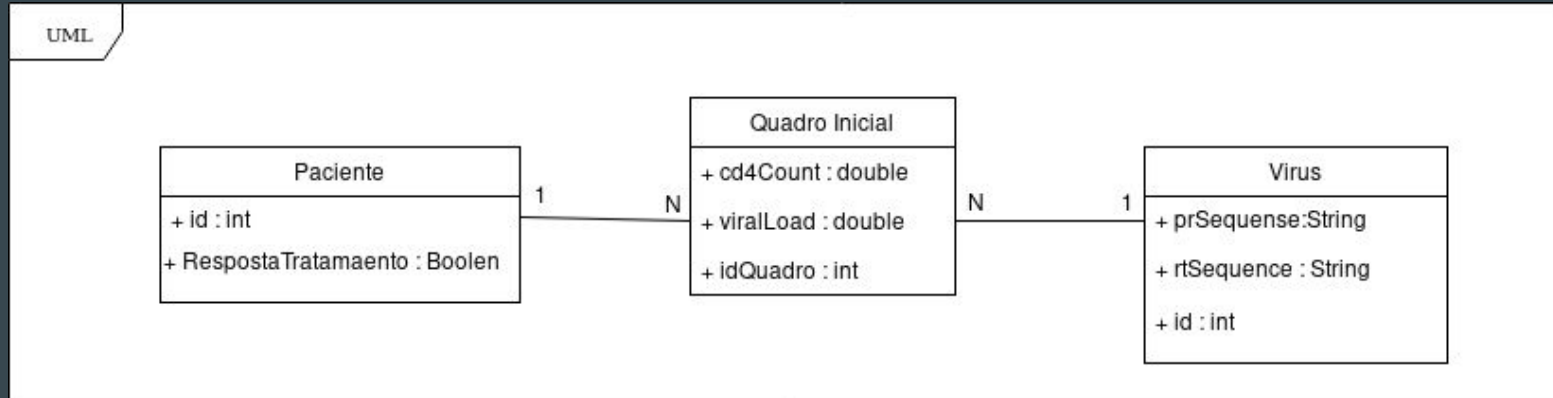 UML
Paciente
+ id : int
+ RespostaTratamaento : Boolen
1
N
Quadro Inicial
+ cd4Count : double
+ viralLoad : double
+ idQuadro : int
N
1
Virus
+ prSequense:String
+ rtSequence : String
+ id : int